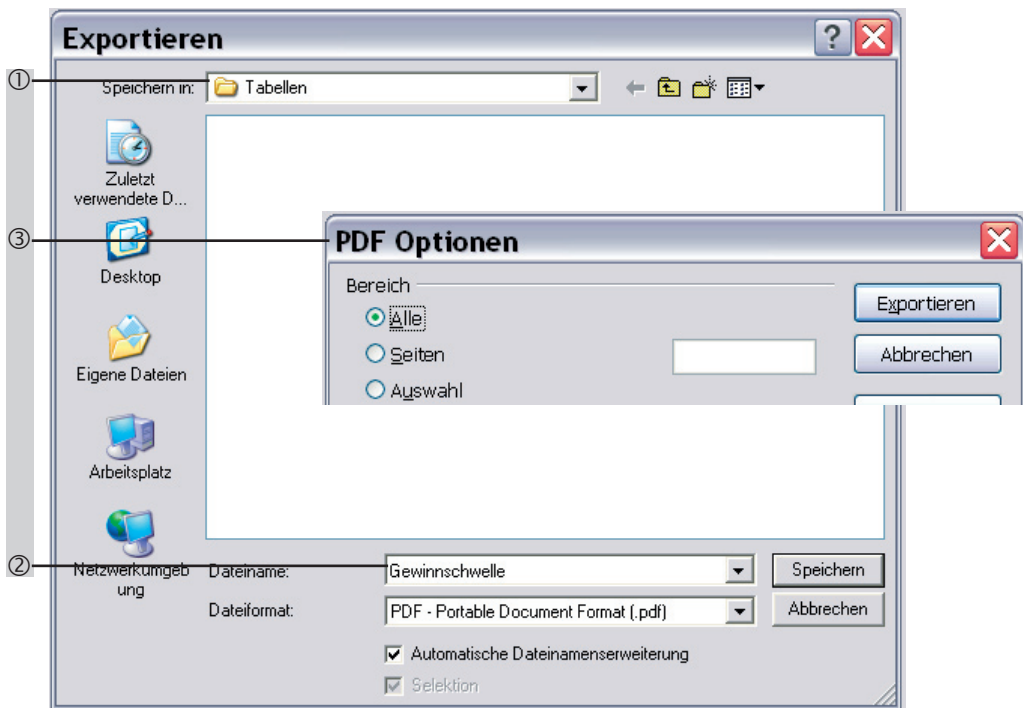 Exportieren
① Speichern in: Tabellen
Zuletzt
verwendete D...
③ PDF Optionen
Desktop
Bereich
Alle
Exportieren
Seiten
Abbrechen
Eigene Dateien
Auswahl
Arbeitsplatz
② Netzwerkumgeb
ung
Dateiname: Gewinnschwelle Speichern
Dateiformat: PDF - Portable Document Format (.pdf) Abbrechen
Automatische Dateinamenserweiterung
Selektion